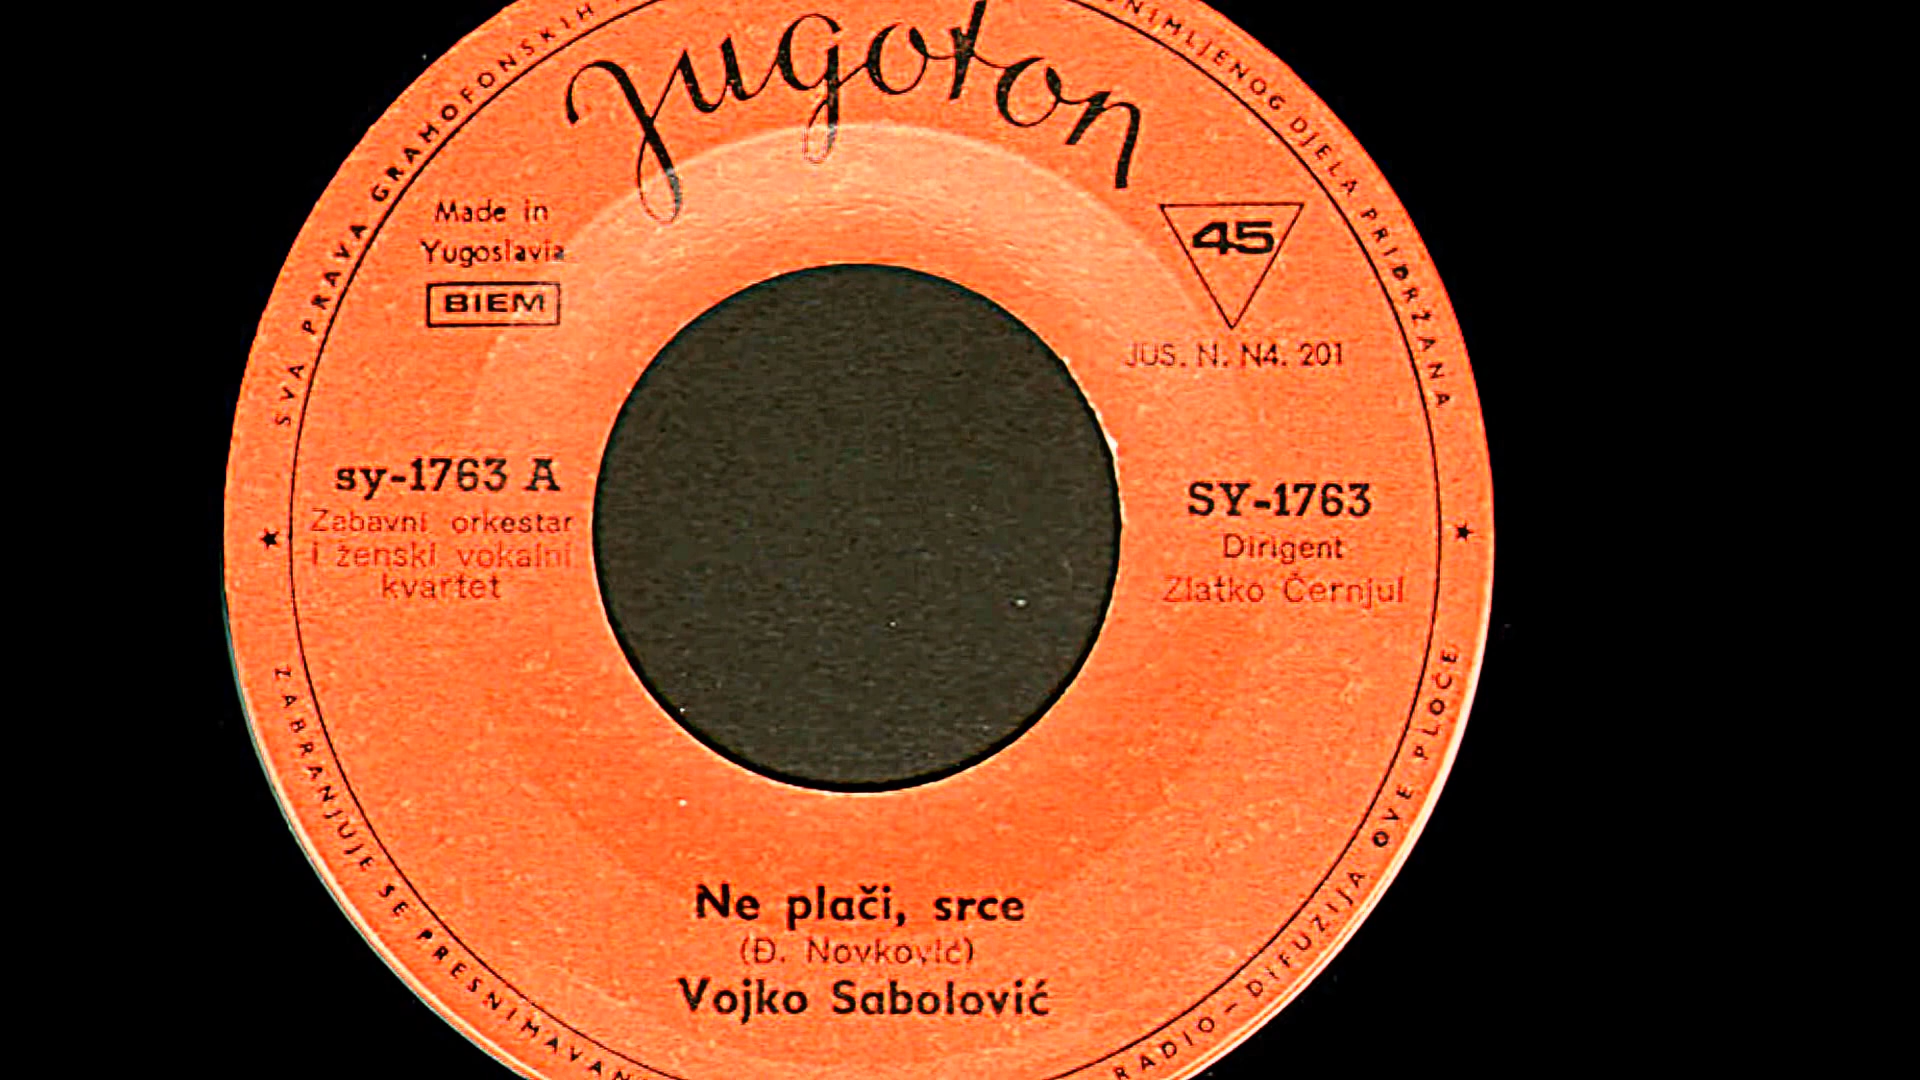 SVA PRAVA GRAMOFONSKIH
SNIMLJENOG DJELA PRIDRŽANA
Jugoton
Made in
Yugoslavia
BIEM
45
JUS. N. N4. 201
sy-1763 A
Zabavni orkestar
i ženski vokalni
kvartet
SY-1763
Dirigent
Zlatko Černjul
Ne plači, srce
(Đ. Novković)
Vojko Sabolović
ZABRANJUJE SE PRESNIMAVAN
RADIO–DIFUZIJA OVE PLOČE